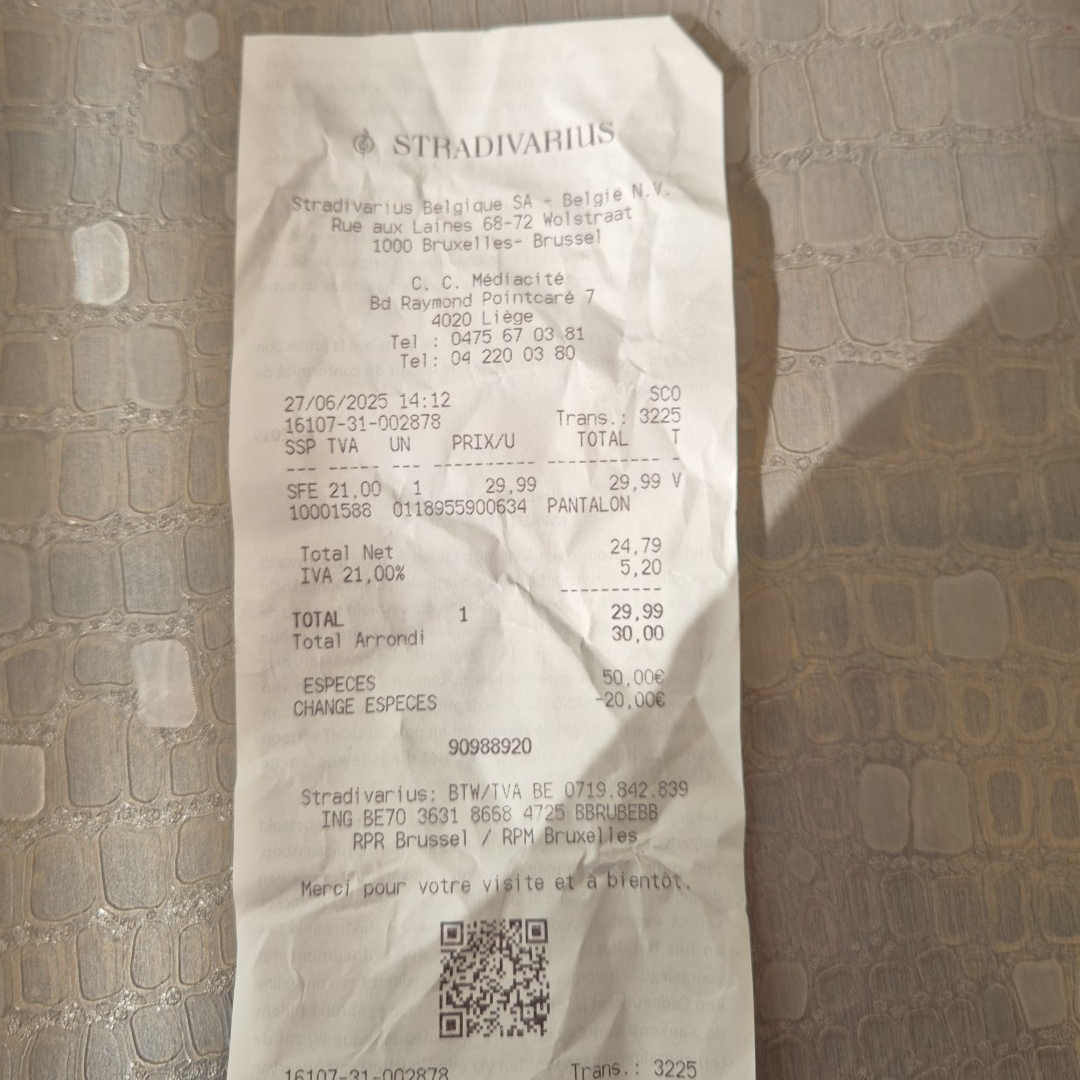 STRADIVARIUS
Stradivarius Belgique SA - Belgie N.V.
Rue aux Laines 68-72 Wolstraat
1000 Bruxelles- Brussel
C. C. Médiacité
Bd Raymond Pointcaré 7
4020 Liège
Tel : 0475 67 03 81
Tel: 04 220 03 80
27/06/2025 14:12 SCO
16107-31-002878 Trans.: 3225
SSP TVA UN PRIX/U TOTAL T
--- ----- -- ---------- ----------- -
SFE 21,00 1 29,99 29,99 V
10001588 0118955900634 PANTALON
Total Net 24,79
IVA 21,00% 5,20
----------
TOTAL 1 29,99
Total Arrondi 30,00
ESPECES 50,00€
CHANGE ESPECES -20,00€
90988920
Stradivarius: BTW/TVA BE 0719.842.839
ING BE70 3631 8668 4725 BBRUBEBB
RPR Brussel / RPM Bruxelles
Merci pour votre visite et à bientôt.
16107-31-002878 Trans.: 3225